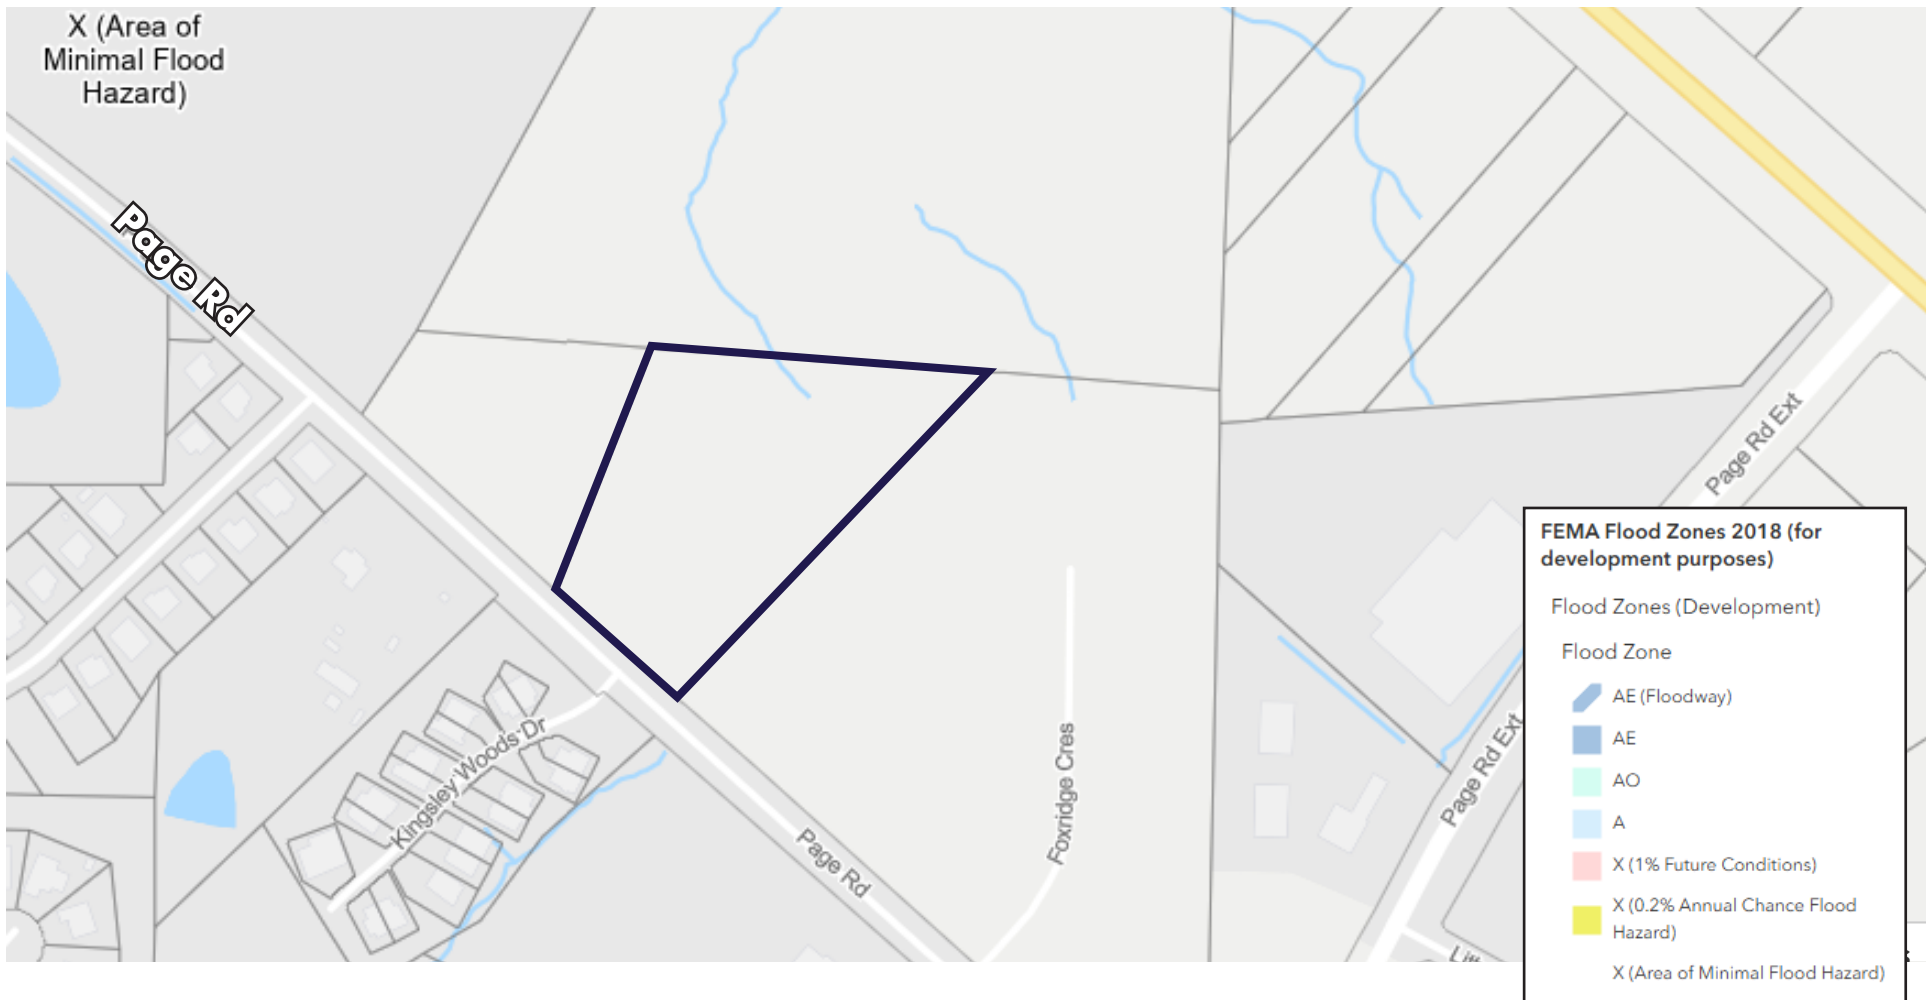 X (Area of
Minimal Flood
Hazard)
Page Rd
Page Rd Ext
Kingsley Woods Dr
Page Rd
Foxridge Cres
Page Rd Ext
FEMA Flood Zones 2018 (for
development purposes)
Flood Zones (Development)
Flood Zone
AE (Floodway)
AE
AO
A
X (1% Future Conditions)
X (0.2% Annual Chance Flood
Hazard)
X (Area of Minimal Flood Hazard)